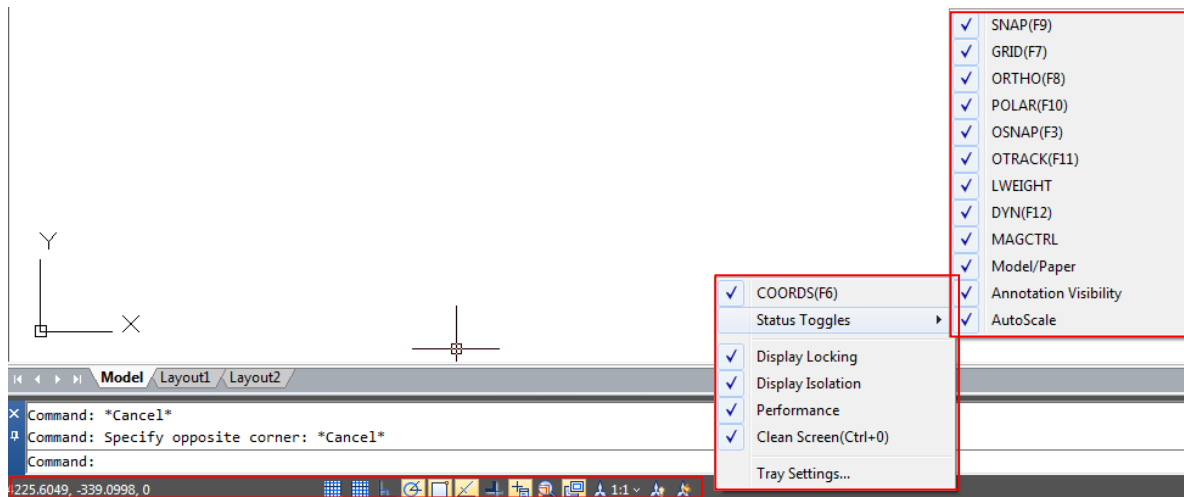 SNAP(F9)
GRID(F7)
ORTHO(F8)
POLAR(F10)
OSNAP(F3)
OTRACK(F11)
LWEIGHT
DYN(F12)
MAGCTRL
Model/Paper
Annotation Visibility
AutoScale
Y
X
COORDS(F6)
Status Toggles
Display Locking
Display Isolation
Performance
Clean Screen(Ctrl+0)
Tray Settings...
Model Layout1 Layout2
Command: *Cancel*
Command: Specify opposite corner: *Cancel*
Command:
225.6049, -339.0998, 0 1:1